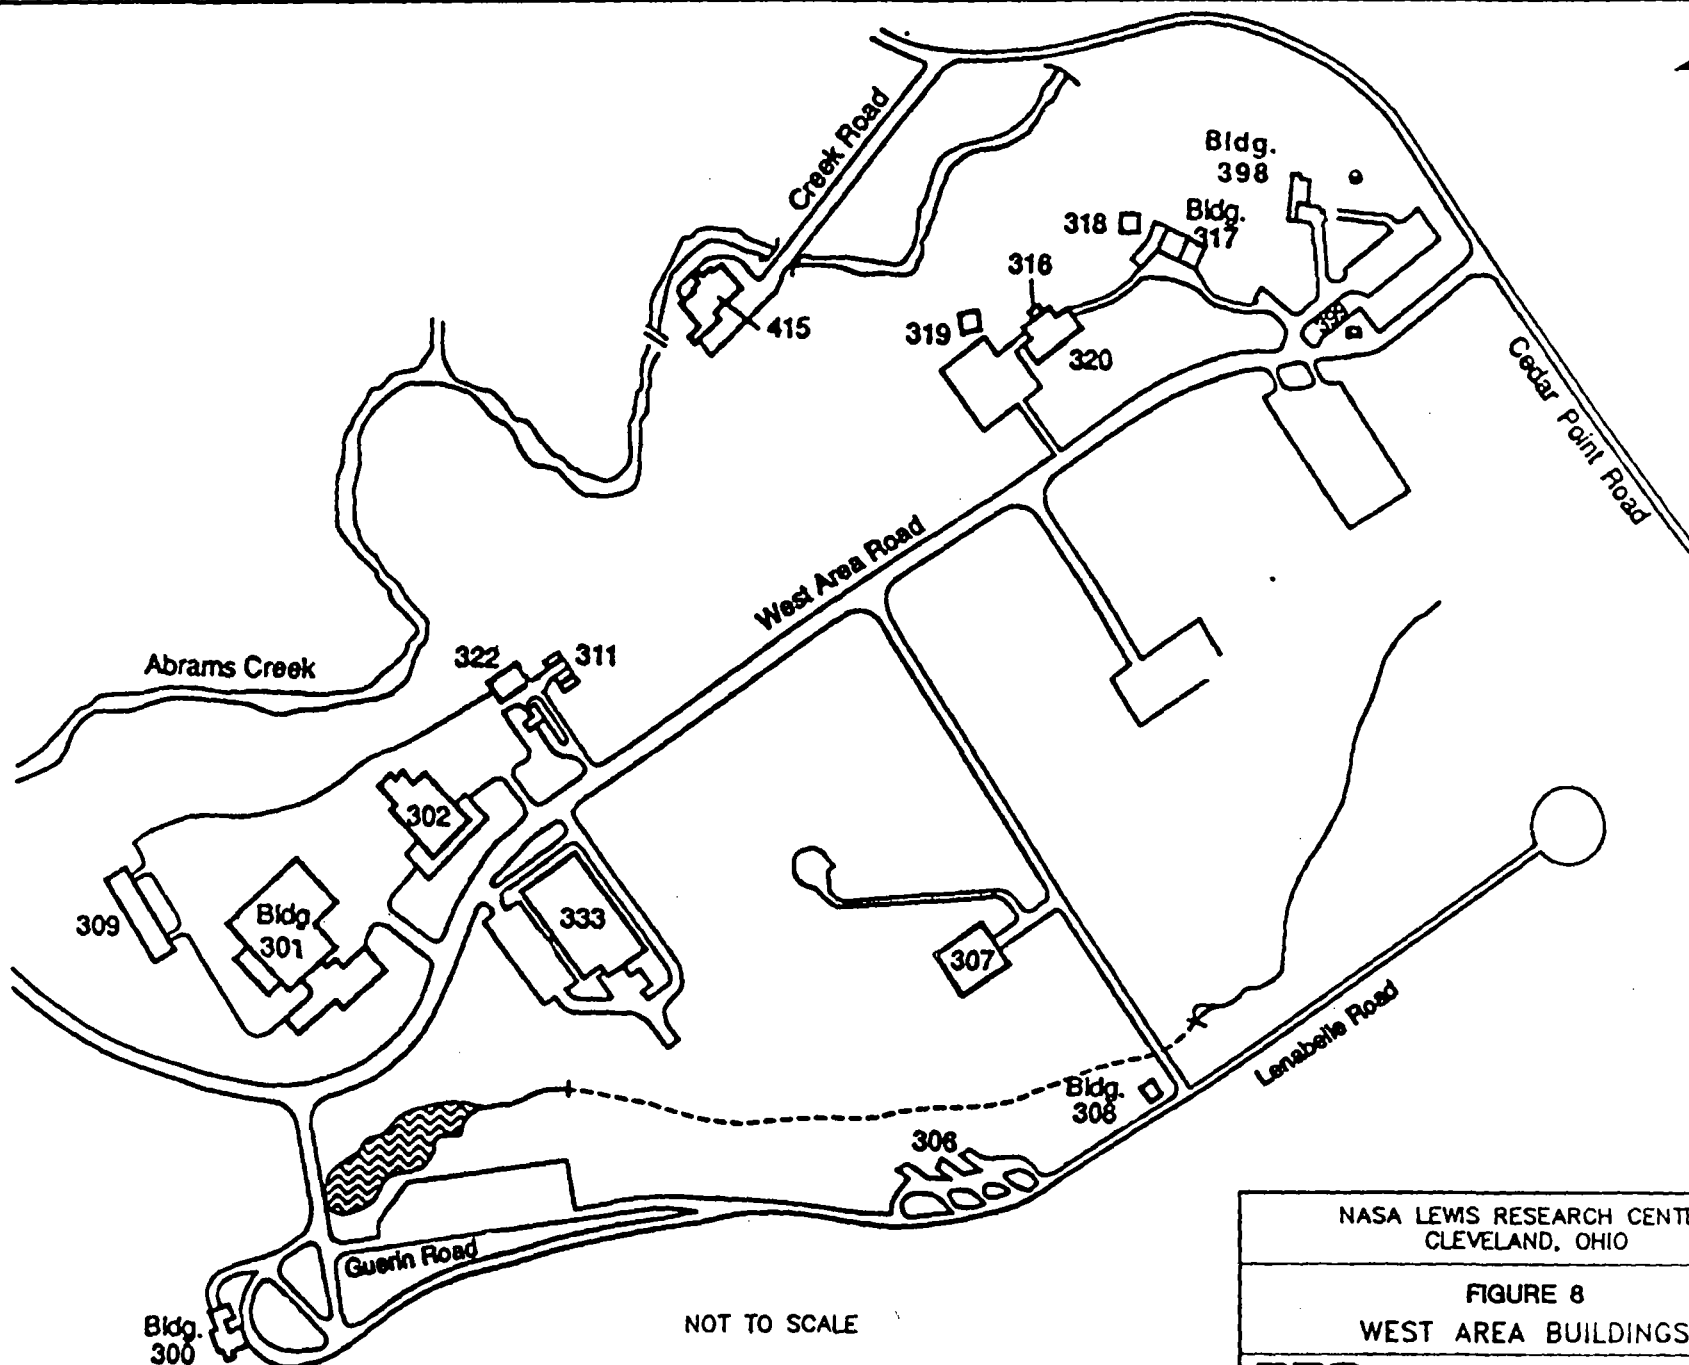 Creek Road
Bldg.
398
318
Bldg.
317
316
319
415
320
399
Cedar Point Road
West Area Road
Abrams Creek
322
311
302
309
Bldg.
301
333
307
Lenabelle Road
Bldg.
308
306
Guerin Road
Bldg.
300
NOT TO SCALE
NASA LEWIS RESEARCH CENT
CLEVELAND, OHIO
FIGURE 8
WEST AREA BUILDINGS